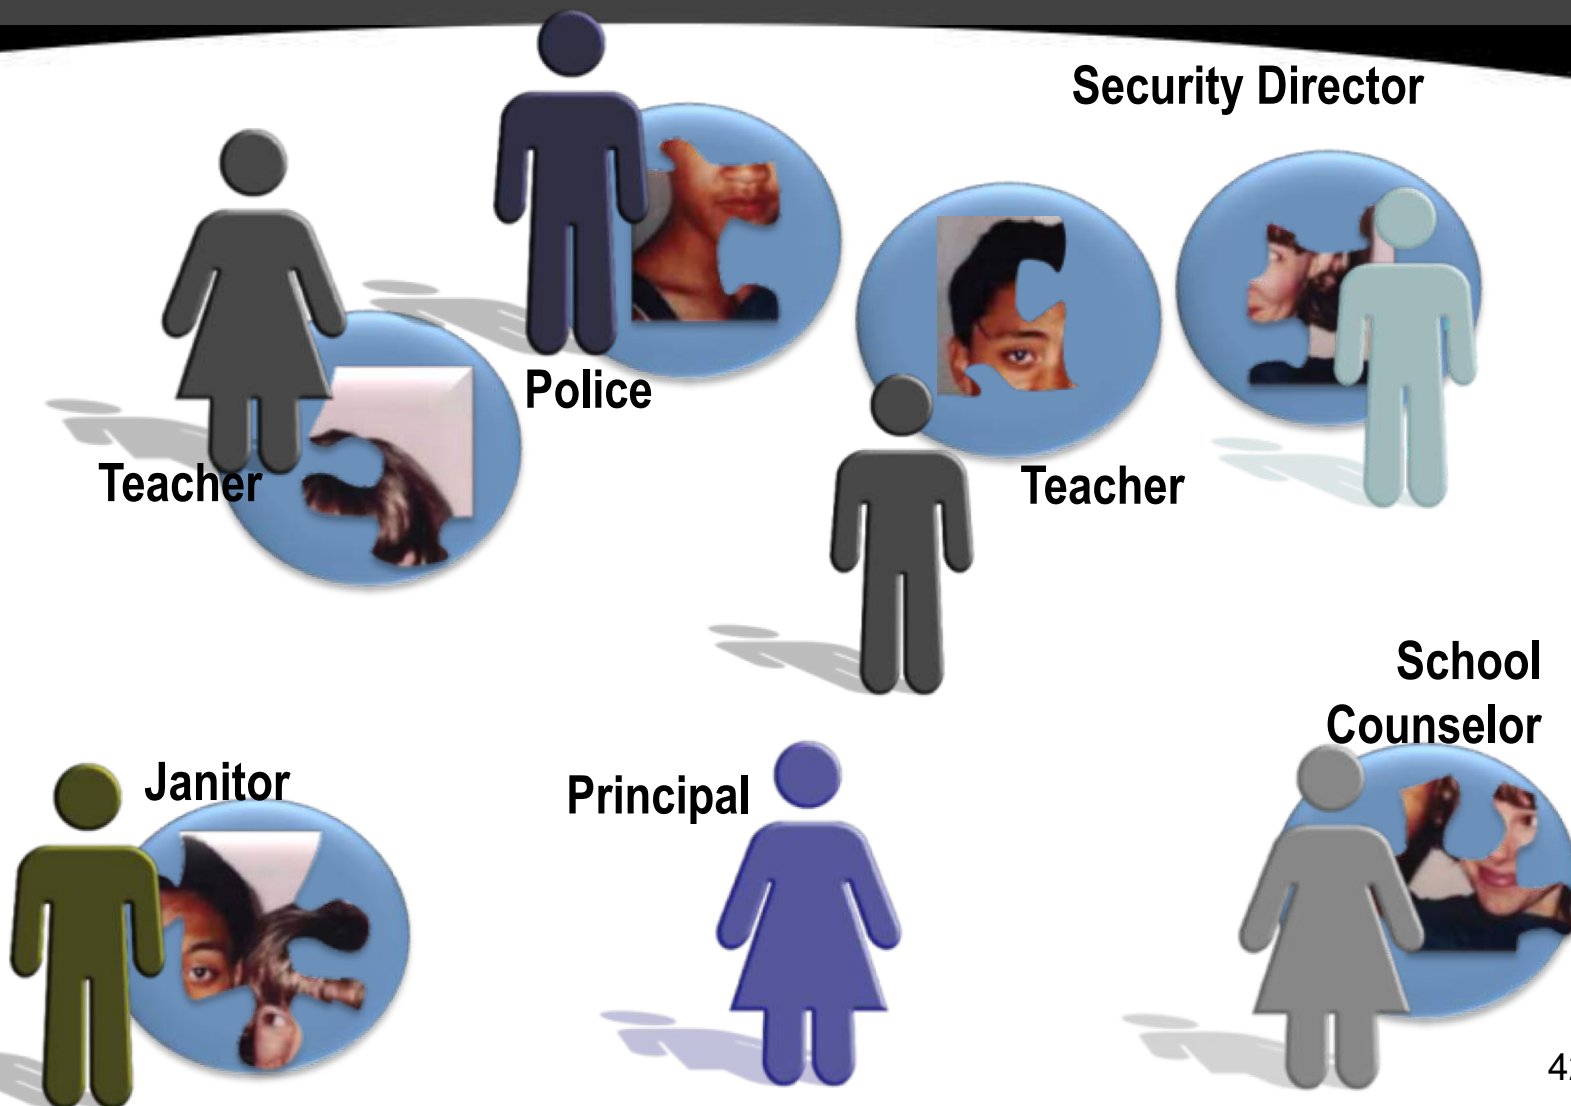 Security Director
Police
Teacher
Teacher
School
Counselor
Janitor
Principal